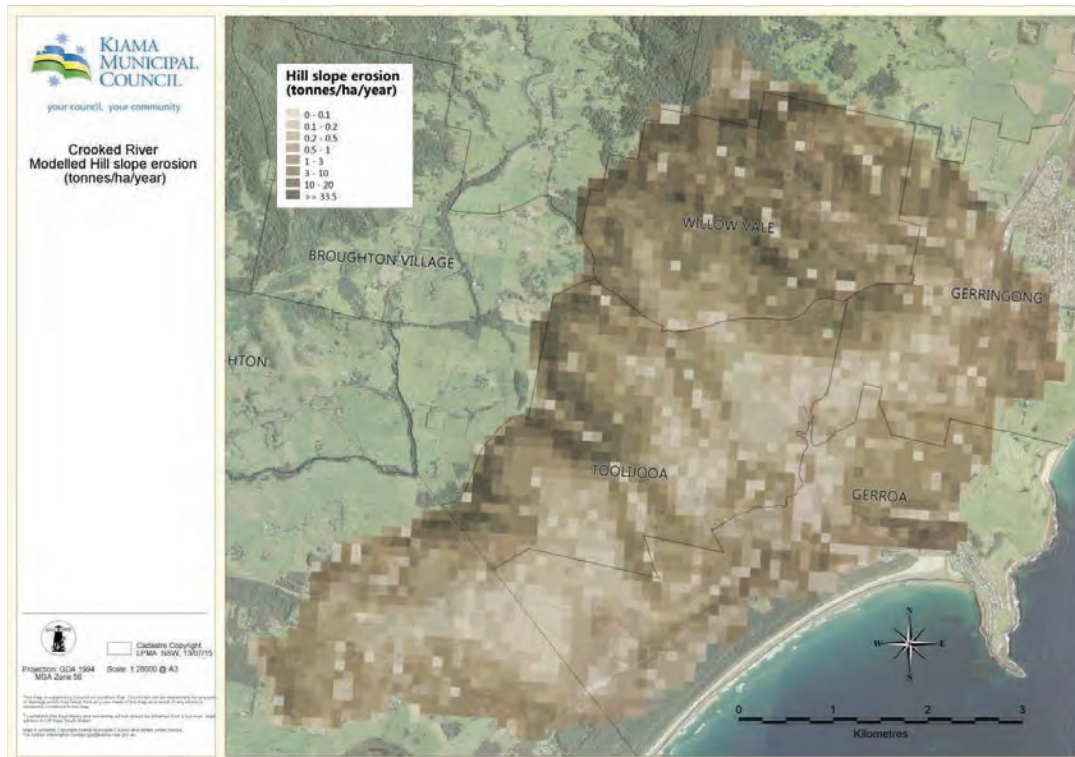 KIAMA
MUNICIPAL
COUNCIL
your council, your community
Crooked River
Modelled Hill slope erosion
(tonnes/ha/year)
Cadastre Copyright
LPMA NSW, 13/07/15
Projection: GDA 1994
MGA Zone 56
Scale: 1:28000 @ A3
Hill slope erosion
(tonnes/ha/year)
0 - 0.1
0.1 - 0.2
0.2 - 0.5
0.5 - 1
1 - 3
3 - 10
10 - 20
>= 33.5
WILLOW VALE
BROUGHTON VILLAGE
GERRINGONG
HTON
TOOLIJOOA
GERROA
N
W
E
S
0 1 2 3
Kilometres